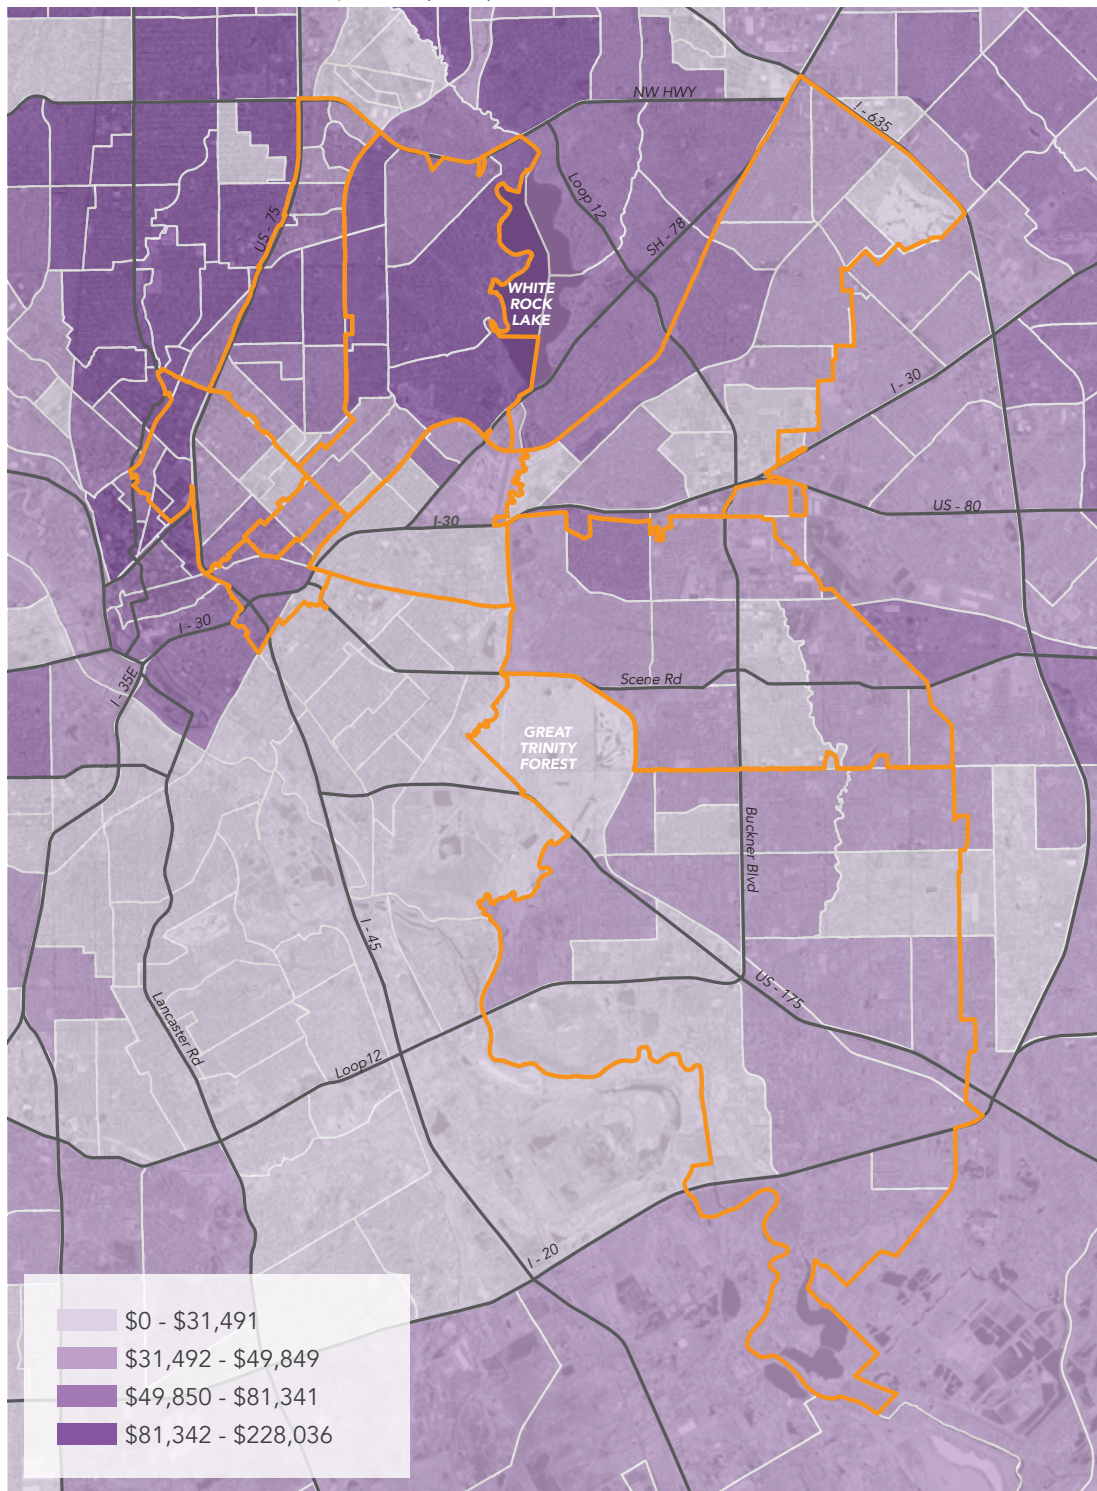 NW HWY
I - 635
Loop 12
US - 75
SH - 78
WHITE
ROCK
LAKE
I - 30
US - 80
I-30
I - 30
Scene Rd
I - 35E
GREAT
TRINITY
FOREST
Buckner Blvd
I - 45
US - 175
Lancaster Rd
Loop12
I - 20
$0 - $31,491
$31,492 - $49,849
$49,850 - $81,341
$81,342 - $228,036